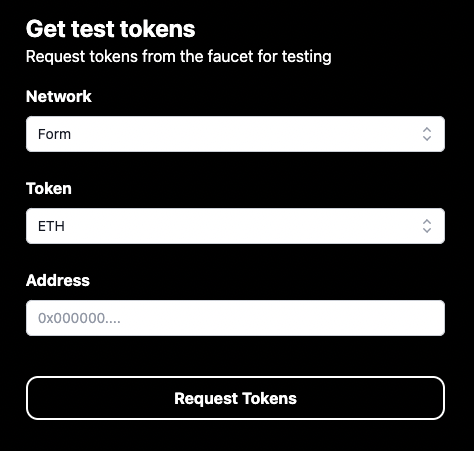 Get test tokens
Request tokens from the faucet for testing
Network
Form
Token
ETH
Address
0x000000....
Request Tokens